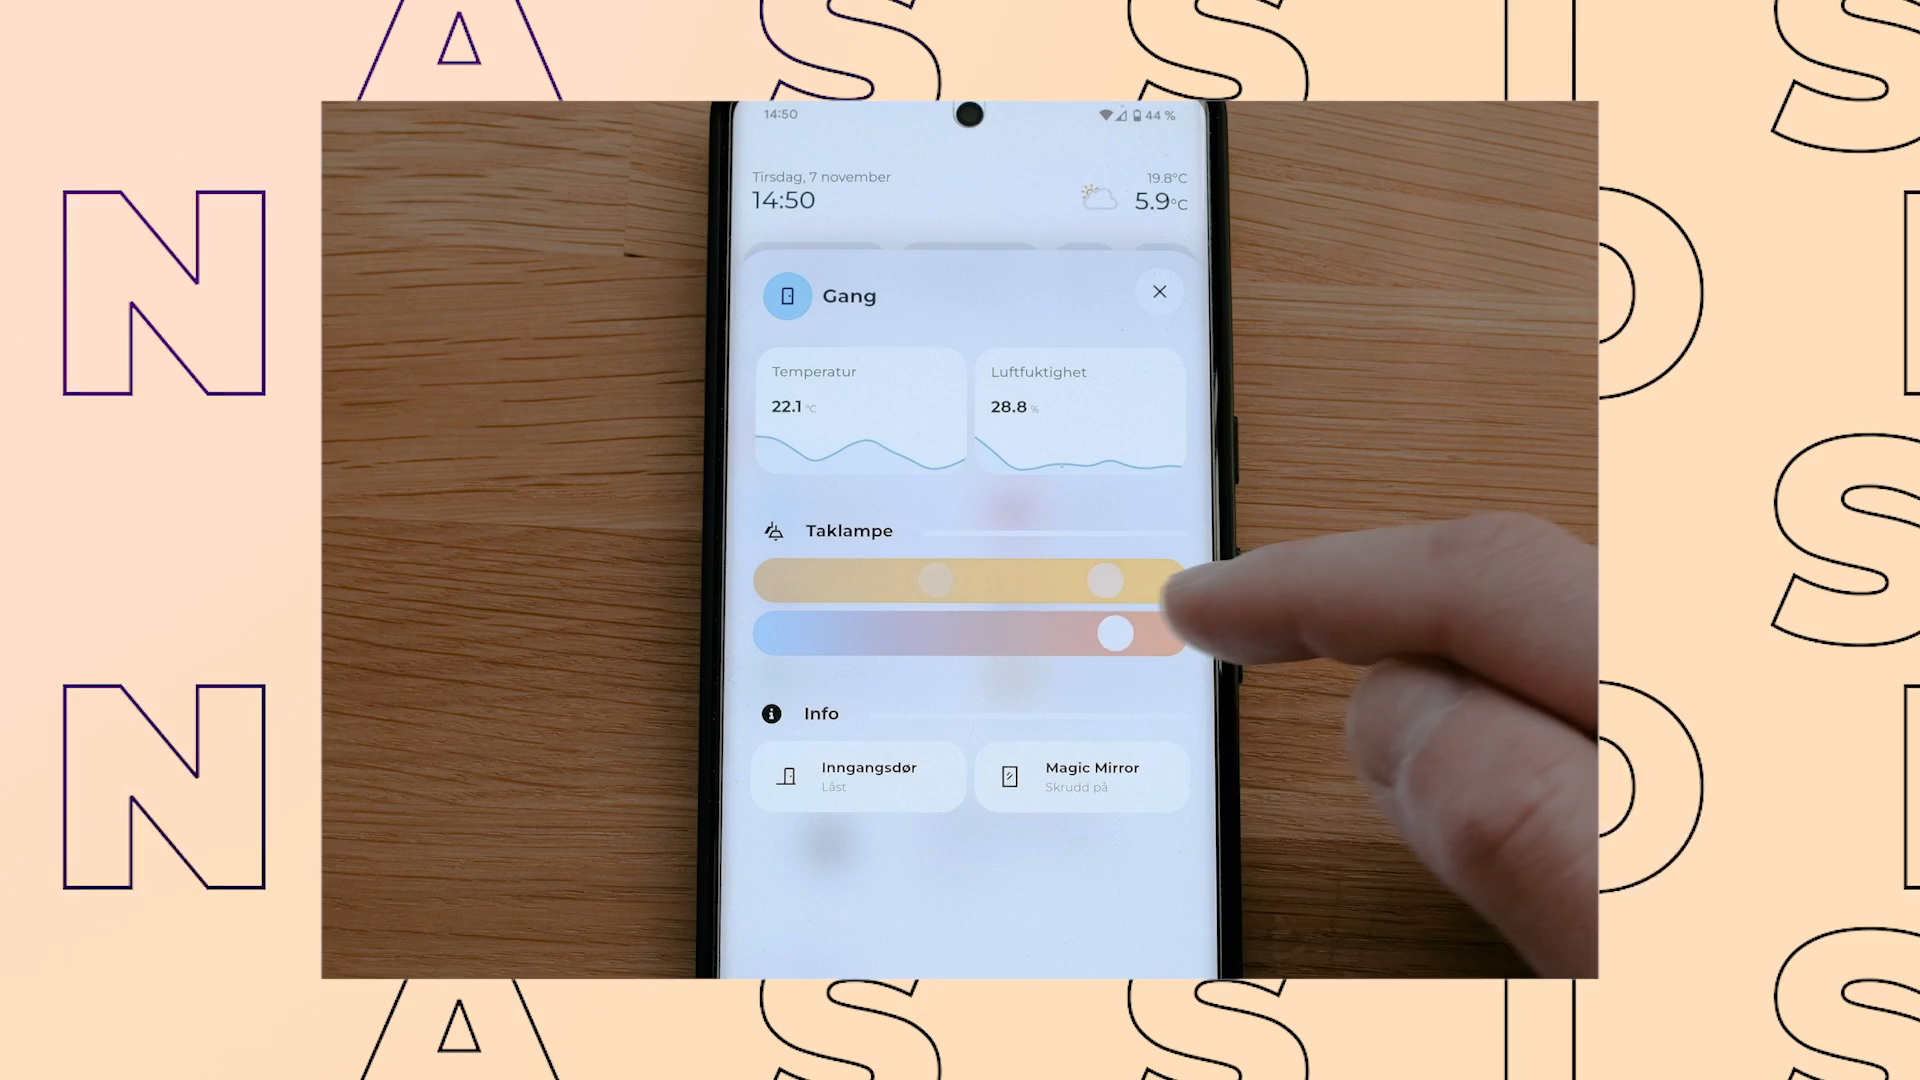 A S S I S
14:50
44 %
Tirsdag, 7 november
19.8°C
14:50
5.9°C
N
Gang
Temperatur
Luftfuktighet
22.1 °C
28.8 %
S
Taklampe
Info
N
Inngangsdør
Magic Mirror
Låst
Skrudd på
A S S I S